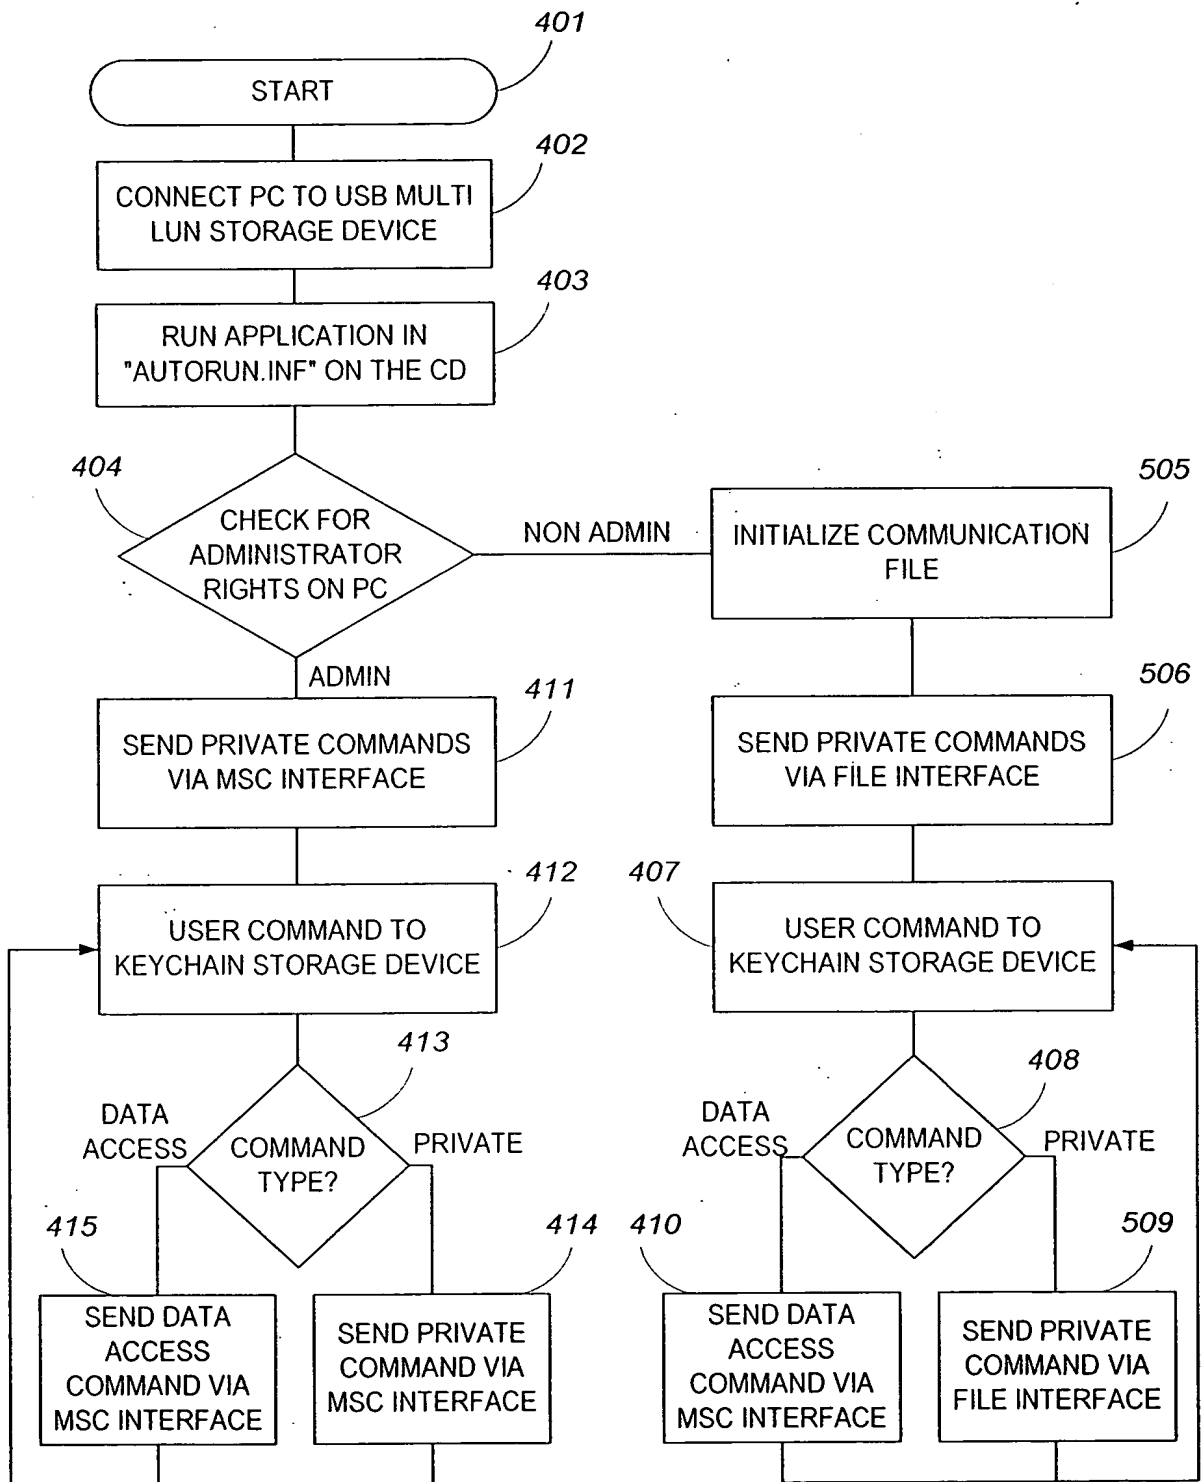 401
START
402
CONNECT PC TO USB MULTI
LUN STORAGE DEVICE
403
RUN APPLICATION IN
"AUTORUN.INF" ON THE CD
404
CHECK FOR
ADMINISTRATOR
RIGHTS ON PC
NON ADMIN
505
INITIALIZE COMMUNICATION
FILE
ADMIN
411
SEND PRIVATE COMMANDS
VIA MSC INTERFACE
506
SEND PRIVATE COMMANDS
VIA FILE INTERFACE
412
USER COMMAND TO
KEYCHAIN STORAGE DEVICE
407
USER COMMAND TO
KEYCHAIN STORAGE DEVICE
413
DATA
ACCESS
COMMAND
TYPE?
PRIVATE
408
DATA
ACCESS
COMMAND
TYPE?
PRIVATE
415
SEND DATA
ACCESS
COMMAND VIA
MSC INTERFACE
414
SEND PRIVATE
COMMAND VIA
MSC INTERFACE
410
SEND DATA
ACCESS
COMMAND VIA
MSC INTERFACE
509
SEND PRIVATE
COMMAND VIA
FILE INTERFACE